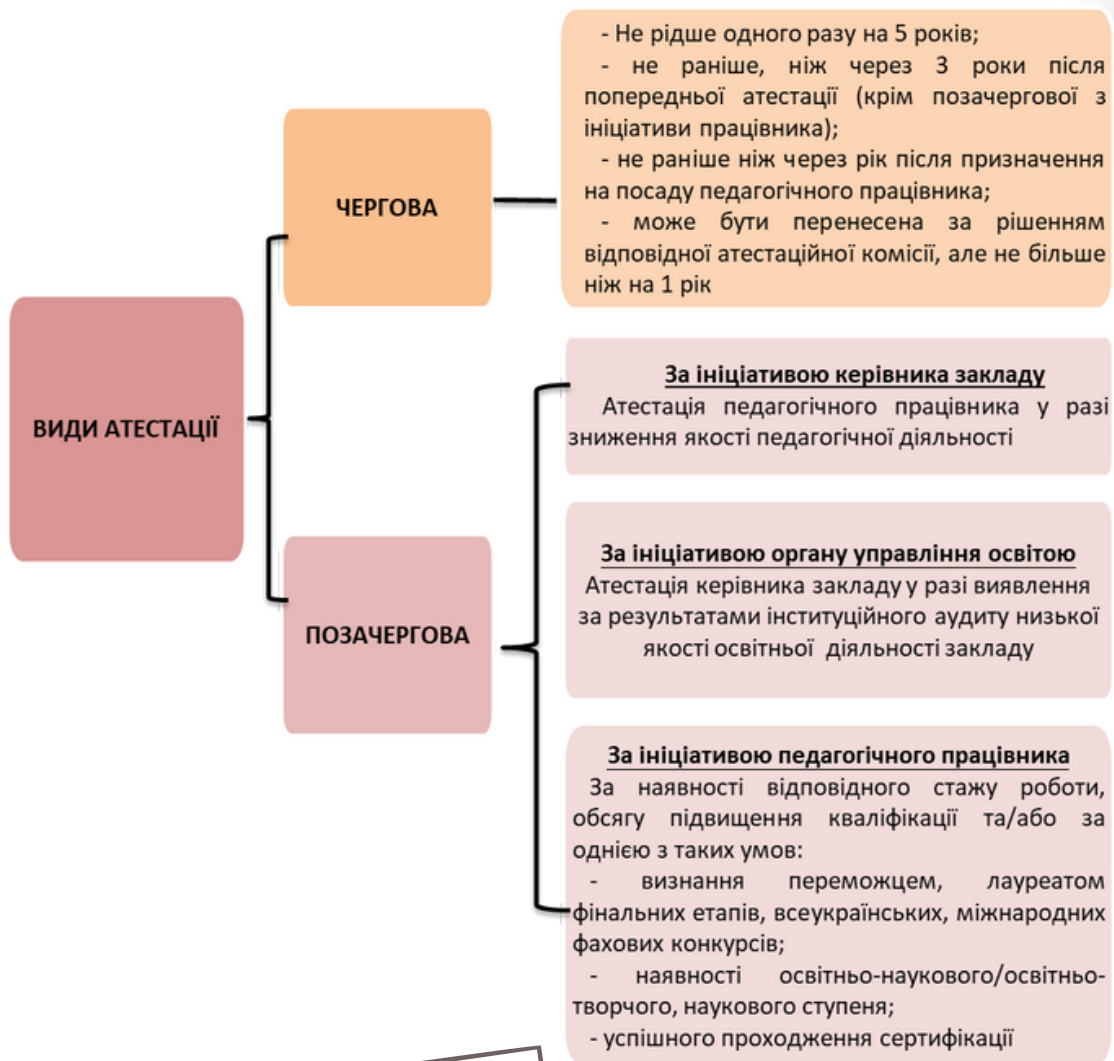 ВИДИ АТЕСТАЦІЇ
ЧЕРГОВА
- Не рідше одного разу на 5 років;
- не раніше, ніж через 3 роки після
попередньої атестації (крім позачергової з
ініціативи працівника);
- не раніше ніж через рік після призначення
на посаду педагогічного працівника;
- може бути перенесена за рішенням
відповідної атестаційної комісії, але не більше
ніж на 1 рік
ПОЗАЧЕРГОВА
За ініціативою керівника закладу
Атестація педагогічного працівника у разі
зниження якості педагогічної діяльності
За ініціативою органу управління освітою
Атестація керівника закладу у разі виявлення
за результатами інституційного аудиту низької
якості освітньої діяльності закладу
За ініціативою педагогічного працівника
За наявності відповідного стажу роботи,
обсягу підвищення кваліфікації та/або за
однією з таких умов:
- визнання переможцем, лауреатом
фінальних етапів, всеукраїнських, міжнародних
фахових конкурсів;
- наявності освітньо-наукового/освітньо-
творчого, наукового ступеня;
- успішного проходження сертифікації